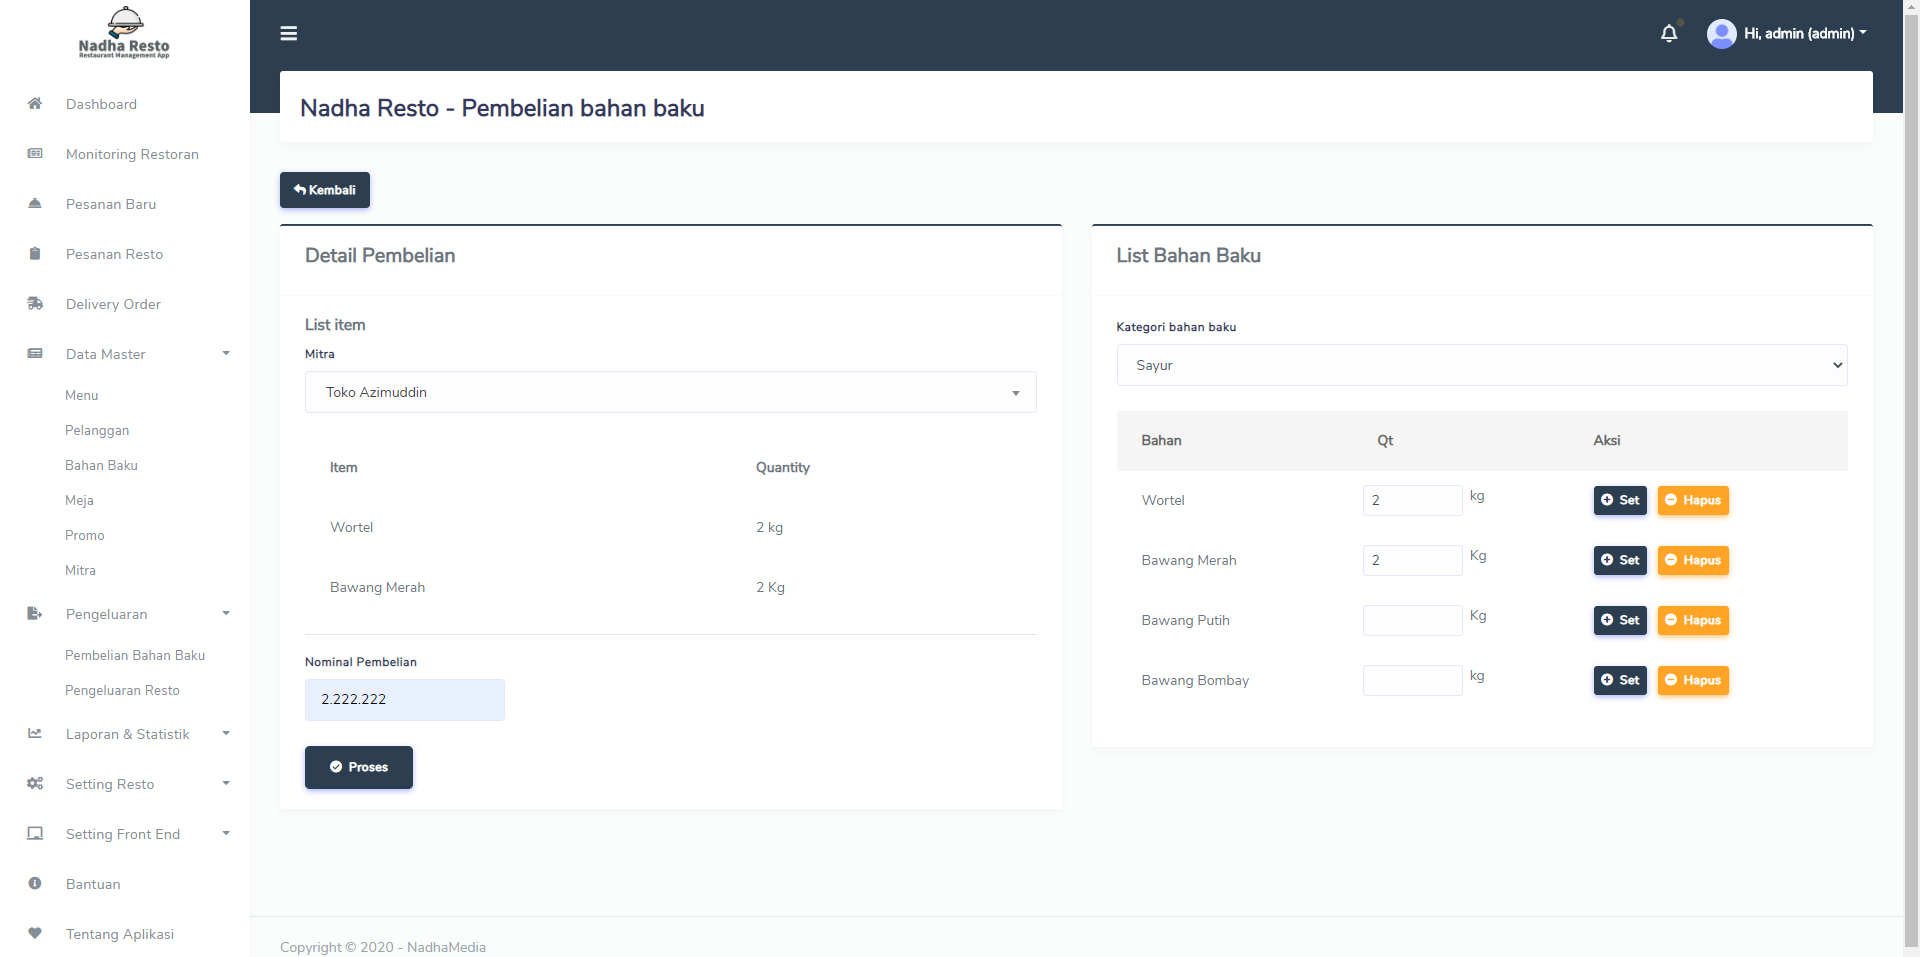 Nadha Resto
Restaurant Management App
Dashboard
Monitoring Restoran
Pesanan Baru
Pesanan Resto
Delivery Order
Data Master
Menu
Pelanggan
Bahan Baku
Meja
Promo
Mitra
Pengeluaran
Pembelian Bahan Baku
Pengeluaran Resto
Laporan & Statistik
Setting Resto
Setting Front End
Bantuan
Tentang Aplikasi
Hi, admin (admin)
Nadha Resto - Pembelian bahan baku
Kembali
Detail Pembelian
List item
Mitra
Toko Azimuddin
Item Quantity
Wortel 2 kg
Bawang Merah 2 Kg
Nominal Pembelian
2.222.222
Proses
List Bahan Baku
Kategori bahan baku
Sayur
Bahan Qt Aksi
Wortel 2 kg Set Hapus
Bawang Merah 2 Kg Set Hapus
Bawang Putih Kg Set Hapus
Bawang Bombay kg Set Hapus
Copyright © 2020 - NadhaMedia